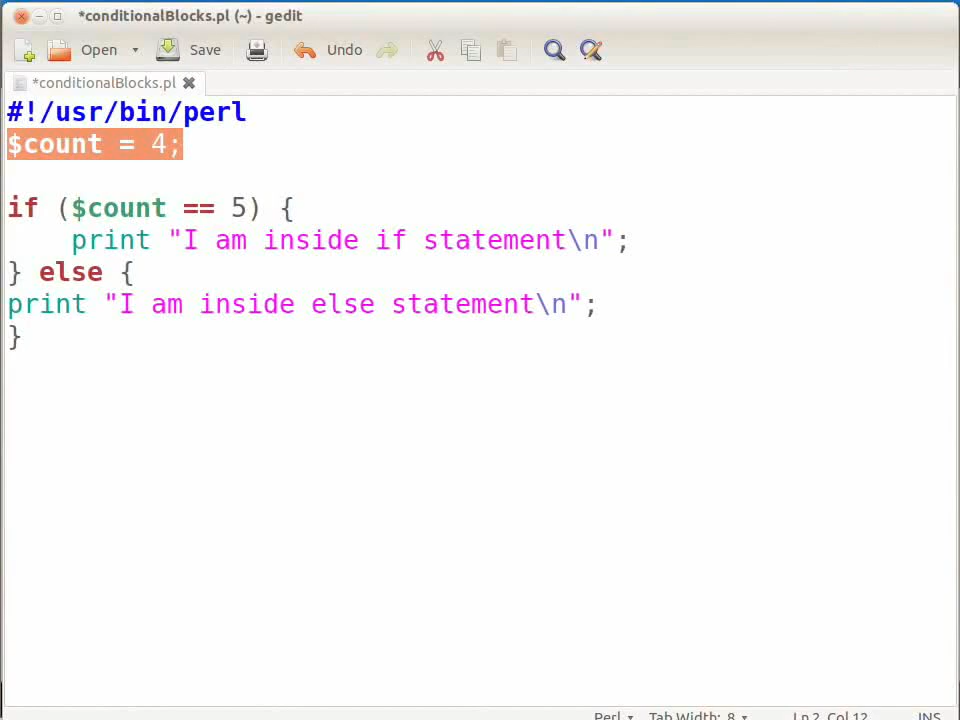 *conditionalBlocks.pl (~) - gedit
Open Save Undo
*conditionalBlocks.pl
#!/usr/bin/perl
$count = 4;
if ($count == 5) {
    print "I am inside if statement\n";
} else {
print "I am inside else statement\n";
}
Perl Tab Width: 8 Ln 2, Col 12 INS